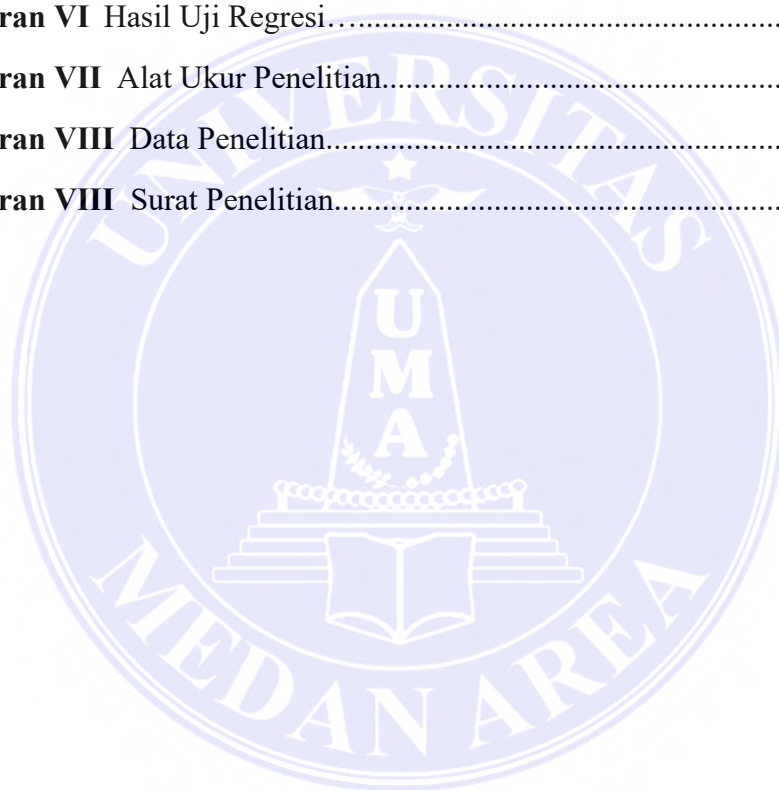 ran VI Hasil Uji Regresi.....................................................
ran VII Alat Ukur Penelitian..................................................
ran VIII Data Penelitian.........................................................
ran VIII Surat Penelitian........................................................
UNIVERSITAS
UMA
MEDAN AREA